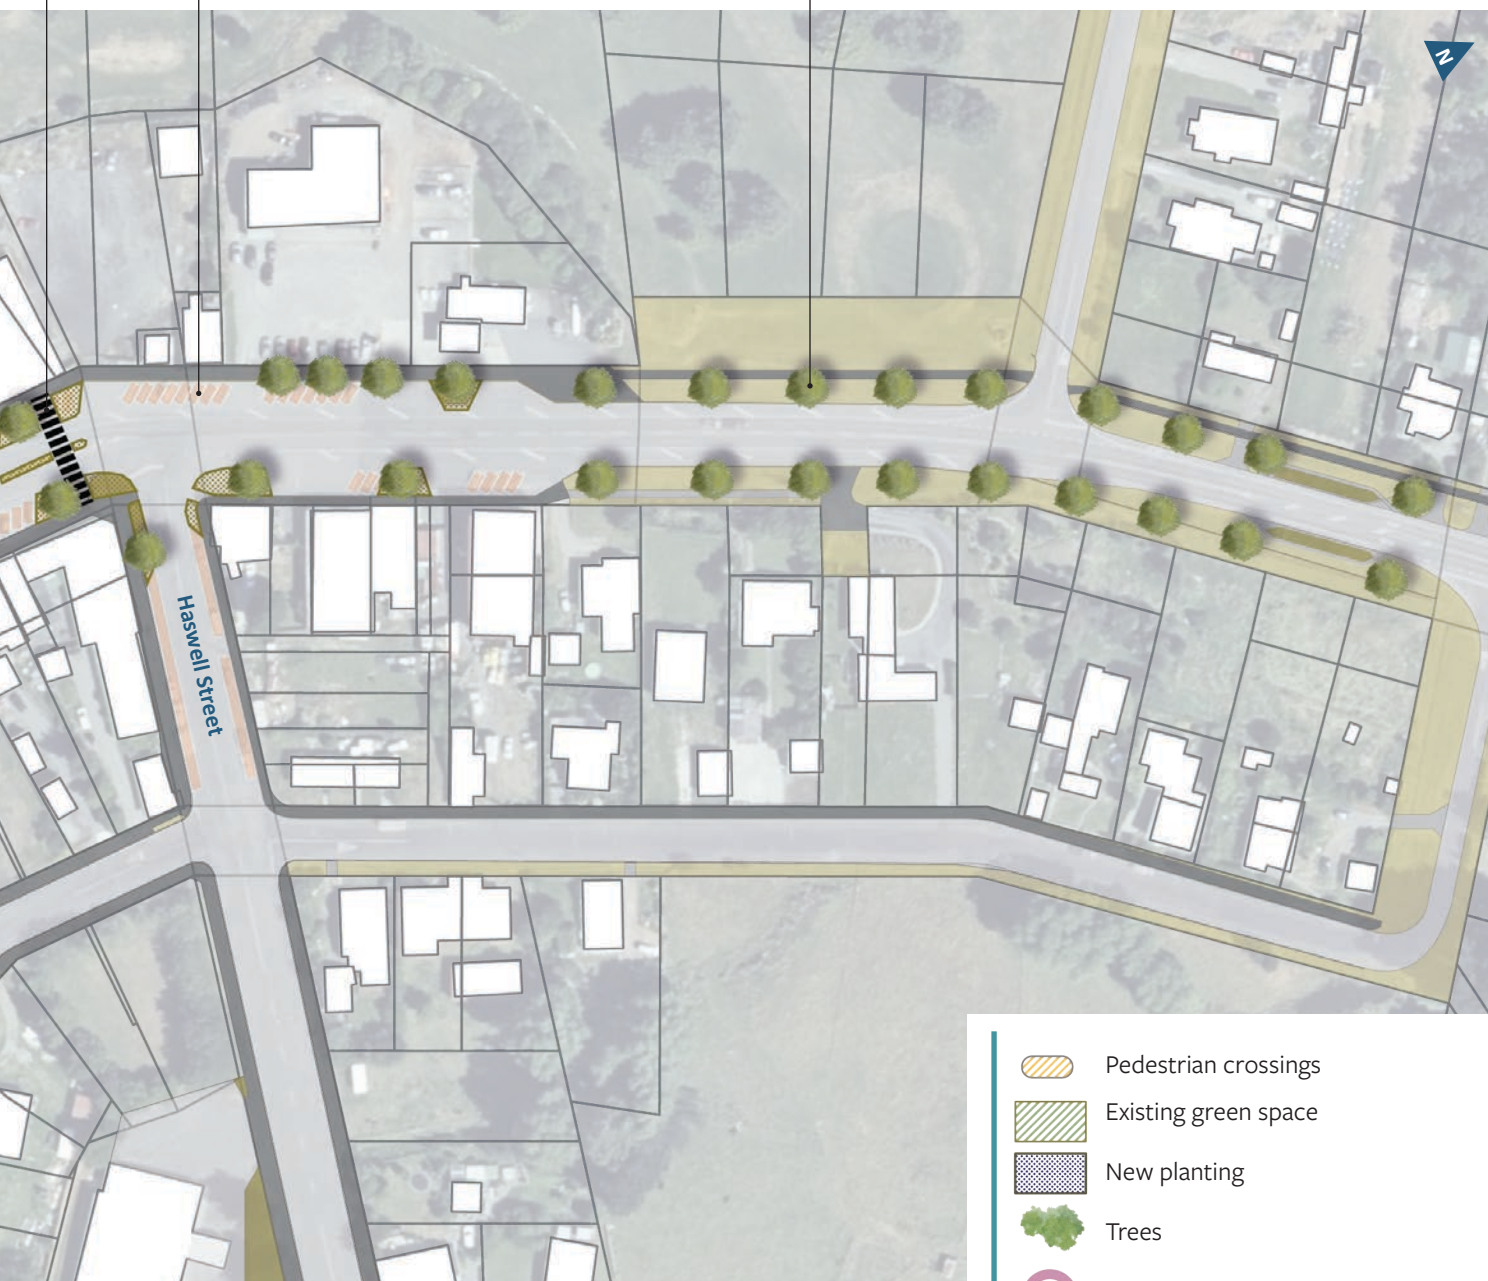 N
Haswell Street
Pedestrian crossings
Existing green space
New planting
Trees